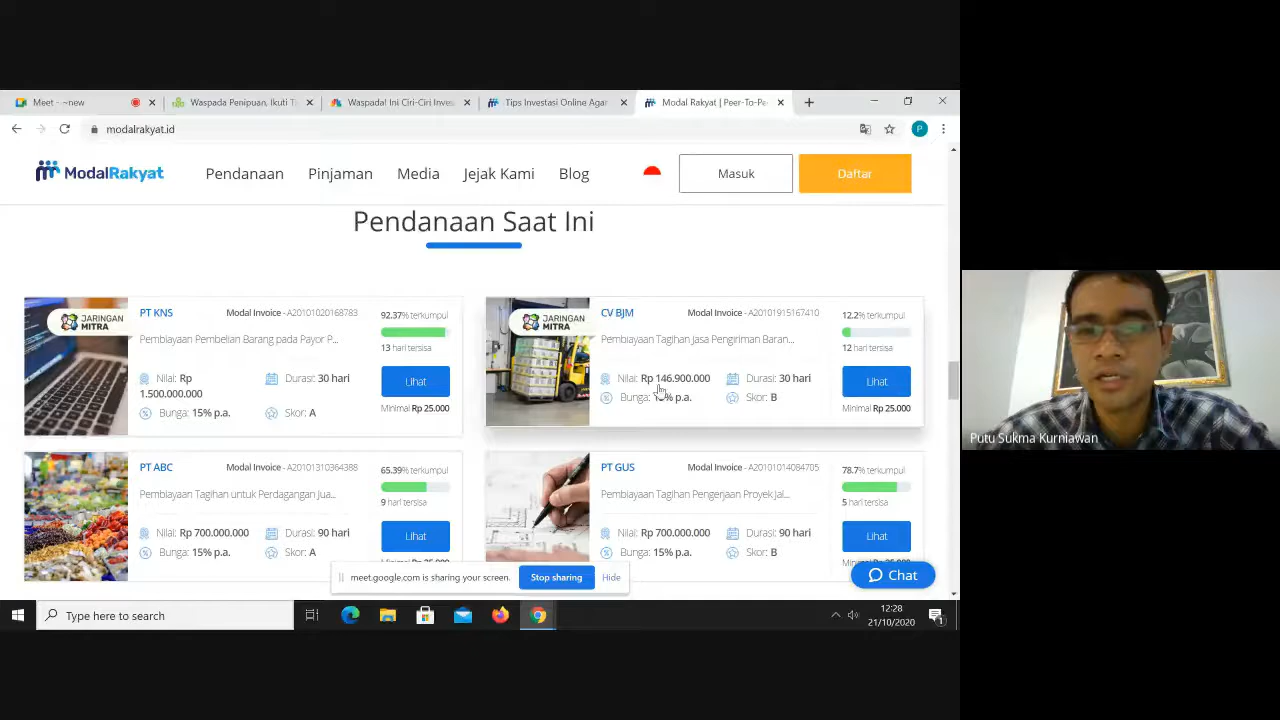 Meet - ~new
Waspada Penipuan, Ikuti T
Waspada! Ini Ciri-Ciri Inves
Tips Investasi Online Agar
Modal Rakyat | Peer-To-Pe
modalrakyat.id
ModalRakyat
Pendanaan
Pinjaman
Media
Jejak Kami
Blog
Masuk
Daftar
Pendanaan Saat Ini
JARINGAN
MITRA
PT KNS
Modal Invoice - A20101020168783
Pembiayaan Pembelian Barang pada Payor P...
Nilai: Rp
1.500.000.000
Durasi: 30 hari
Bunga: 15% p.a.
Skor: A
92.37% terkumpul
13 hari tersisa
Lihat
Minimal Rp 25.000
JARINGAN
MITRA
CV BJM
Modal Invoice - A20101915167410
Pembiayaan Tagihan Jasa Pengiriman Baran...
Nilai: Rp 146.900.000
Durasi: 30 hari
Bunga: % p.a.
Skor: B
12.2% terkumpul
12 hari tersisa
Lihat
Minimal Rp 25.000
PT ABC
Modal Invoice - A20101310364388
Pembiayaan Tagihan untuk Perdagangan Jua...
Nilai: Rp 700.000.000
Durasi: 90 hari
Bunga: 15% p.a.
Skor: A
65.39% terkumpul
9 hari tersisa
Lihat
PT GUS
Modal Invoice - A20101014084705
Pembiayaan Tagihan Pengerjaan Proyek Jal...
Nilai: Rp 700.000.000
Durasi: 90 hari
Bunga: 15% p.a.
Skor: B
78.7% terkumpul
5 hari tersisa
Lihat
Chat
meet.google.com is sharing your screen.
Stop sharing
Hide
Type here to search
12:28
21/10/2020
Putu Sukma Kurniawan